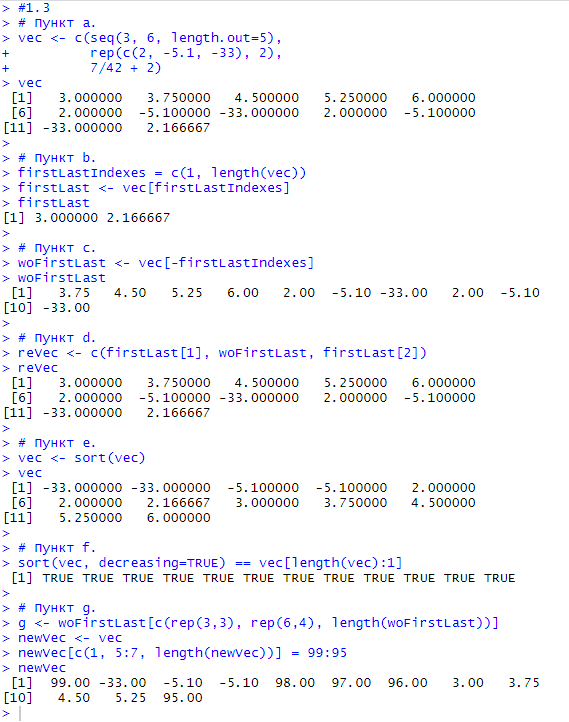 > #1.3
> # Пункт a.
> vec <- c(seq(3, 6, length.out=5),
+          rep(c(2, -5.1, -33), 2),
+          7/42 + 2)
> vec
 [1]   3.000000   3.750000   4.500000   5.250000   6.000000
 [6]   2.000000  -5.100000 -33.000000   2.000000  -5.100000
[11] -33.000000   2.166667
>
> # Пункт b.
> firstLastIndexes = c(1, length(vec))
> firstLast <- vec[firstLastIndexes]
> firstLast
[1] 3.000000 2.166667
>
> # Пункт c.
> woFirstLast <- vec[-firstLastIndexes]
> woFirstLast
 [1]   3.75   4.50   5.25   6.00   2.00  -5.10 -33.00   2.00  -5.10
[10] -33.00
>
> # Пункт d.
> reVec <- c(firstLast[1], woFirstLast, firstLast[2])
> reVec
 [1]   3.000000   3.750000   4.500000   5.250000   6.000000
 [6]   2.000000  -5.100000 -33.000000   2.000000  -5.100000
[11] -33.000000   2.166667
>
> # Пункт e.
> vec <- sort(vec)
> vec
 [1] -33.000000 -33.000000  -5.100000  -5.100000   2.000000
 [6]   2.000000   2.166667   3.000000   3.750000   4.500000
[11]   5.250000   6.000000
>
> # Пункт f.
> sort(vec, decreasing=TRUE) == vec[length(vec):1]
 [1] TRUE TRUE TRUE TRUE TRUE TRUE TRUE TRUE TRUE TRUE TRUE TRUE
>
> # Пункт g.
> g <- woFirstLast[c(rep(3,3), rep(6,4), length(woFirstLast))]
> newVec <- vec
> newVec[c(1, 5:7, length(newVec))] = 99:95
> newVec
 [1]  99.00 -33.00  -5.10  -5.10  98.00  97.00  96.00   3.00   3.75
[10]   4.50   5.25  95.00
>